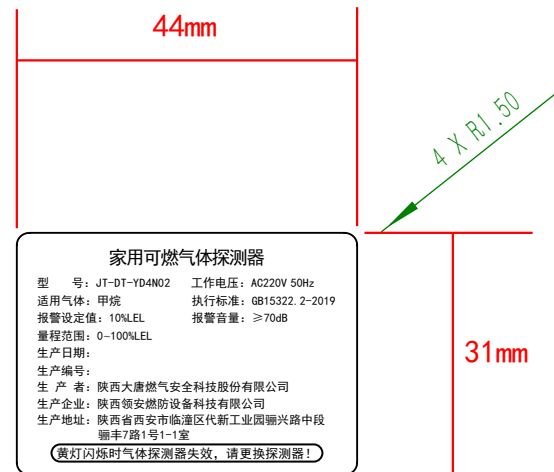 44mm
4 X R1.50
31mm
家用可燃气体探测器
型 号：JT-DT-YD4N02 工作电压：AC220V 50Hz
适用气体：甲烷 执行标准：GB15322.2-2019
报警设定值：10%LEL 报警音量：≥70dB
量程范围：0-100%LEL
生产日期：
生产编号：
生 产 者：陕西大唐燃气安全科技股份有限公司
生产企业：陕西领安燃防设备科技有限公司
生产地址：陕西省西安市临潼区代新工业园骊兴路中段
骊丰7路1号1-1室
黄灯闪烁时气体探测器失效，请更换探测器！